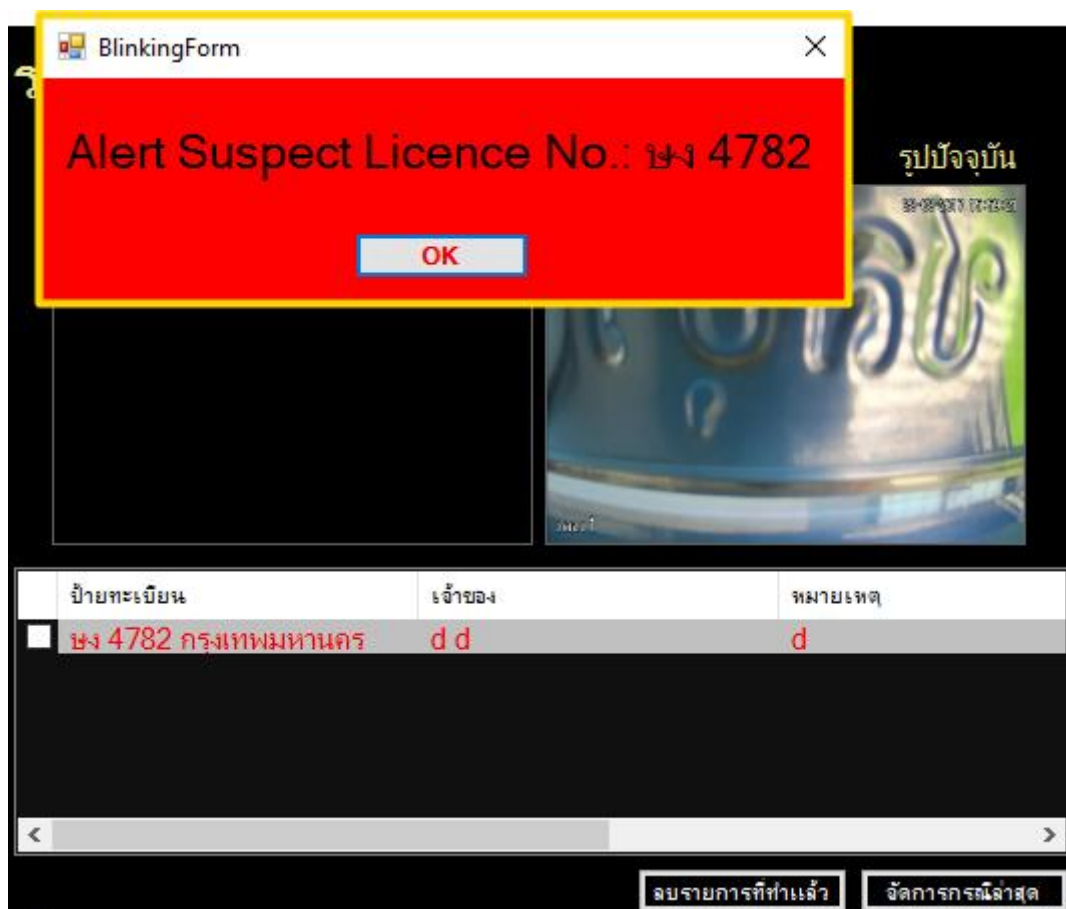 BlinkingForm
Alert Suspect Licence No.: ษง 4782
OK
รูปปัจจุบัน
ป้ายทะเบียน เจ้าของ หมายเหตุ
ษง 4782 กรุงเทพมหานคร d d d
ลบรายการที่ทำแล้ว จัดการกรณีล่าสุด